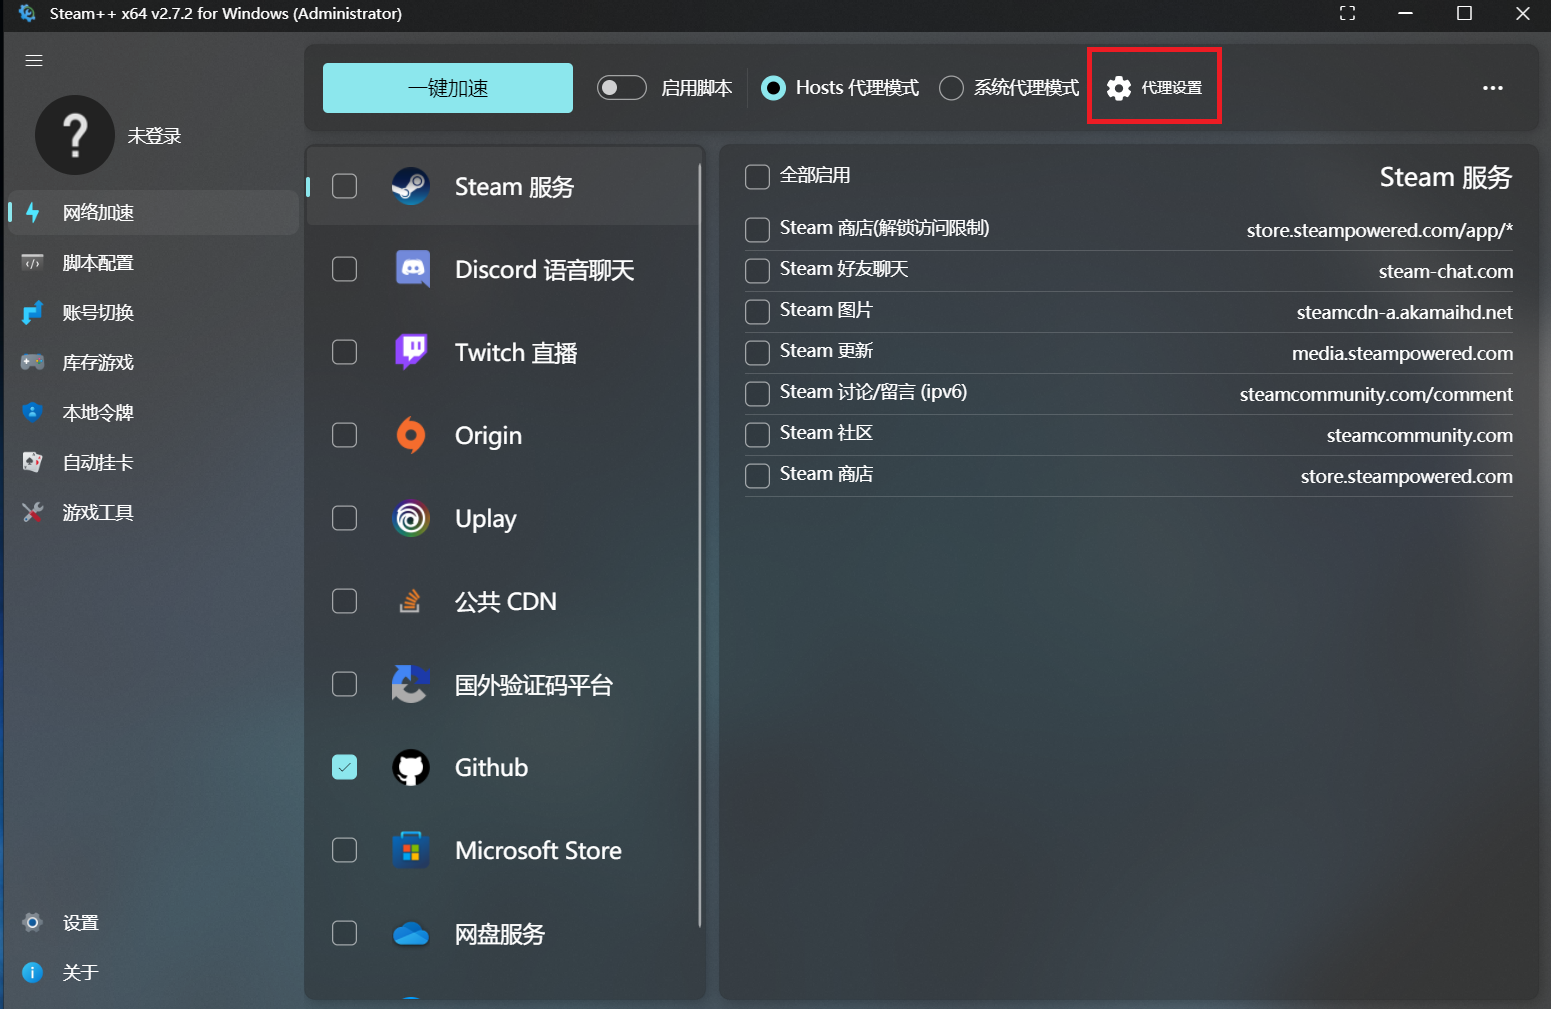 Steam++ x64 v2.7.2 for Windows (Administrator)
未登录
网络加速
脚本配置
账号切换
库存游戏
本地令牌
自动挂卡
游戏工具
设置
关于
一键加速
启用脚本
Hosts 代理模式
系统代理模式
代理设置
Steam 服务
Discord 语音聊天
Twitch 直播
Origin
Uplay
公共 CDN
国外验证码平台
Github
Microsoft Store
网盘服务
全部启用
Steam 服务
Steam 商店(解锁访问限制)
store.steampowered.com/app/*
Steam 好友聊天
steam-chat.com
Steam 图片
steamcdn-a.akamaihd.net
Steam 更新
media.steampowered.com
Steam 讨论/留言 (ipv6)
steamcommunity.com/comment
Steam 社区
steamcommunity.com
Steam 商店
store.steampowered.com